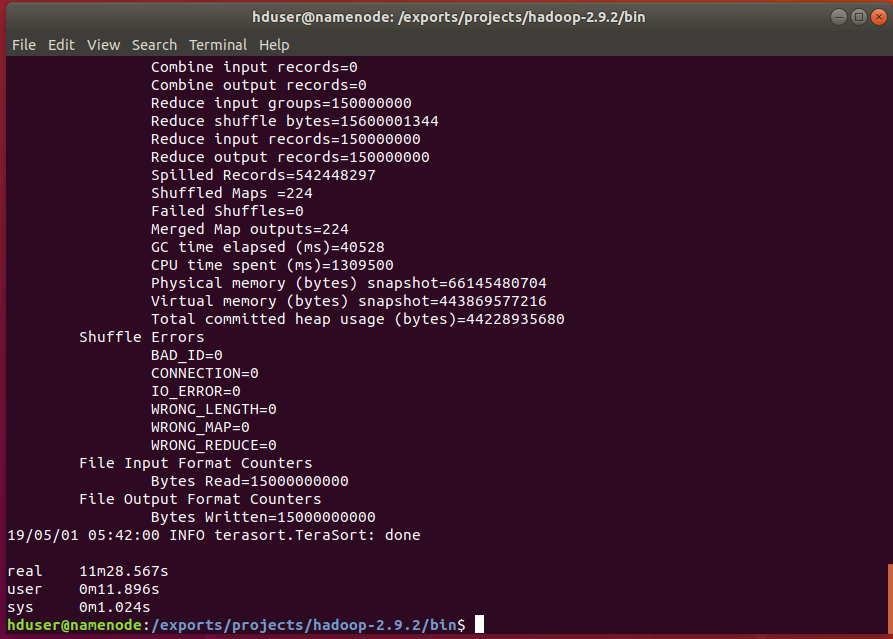 hduser@namenode: /exports/projects/hadoop-2.9.2/bin
File Edit View Search Terminal Help
Combine input records=0
Combine output records=0
Reduce input groups=150000000
Reduce shuffle bytes=15600001344
Reduce input records=150000000
Reduce output records=150000000
Spilled Records=542448297
Shuffled Maps =224
Failed Shuffles=0
Merged Map outputs=224
GC time elapsed (ms)=40528
CPU time spent (ms)=1309500
Physical memory (bytes) snapshot=66145480704
Virtual memory (bytes) snapshot=443869577216
Total committed heap usage (bytes)=44228935680
Shuffle Errors
BAD_ID=0
CONNECTION=0
IO_ERROR=0
WRONG_LENGTH=0
WRONG_MAP=0
WRONG_REDUCE=0
File Input Format Counters
Bytes Read=15000000000
File Output Format Counters
Bytes Written=15000000000
19/05/01 05:42:00 INFO terasort.TeraSort: done
real 11m28.567s
user 0m11.896s
sys 0m1.024s
hduser@namenode:/exports/projects/hadoop-2.9.2/bin$